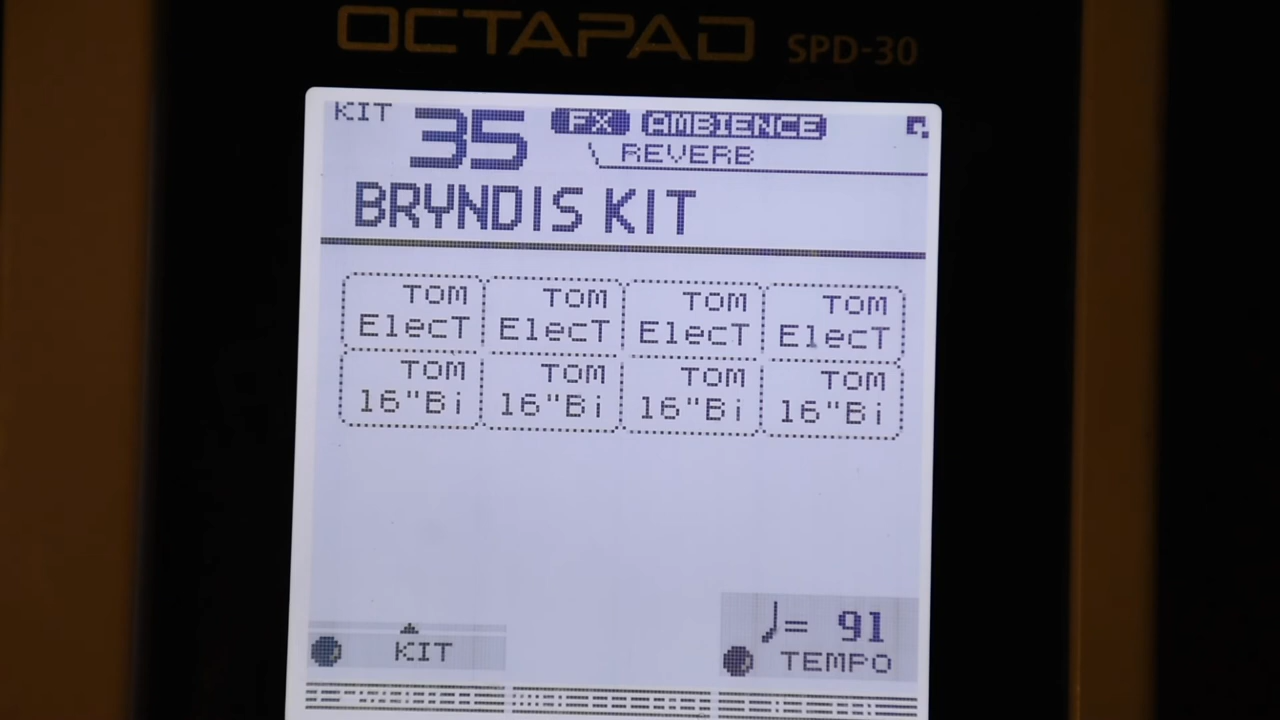 OCTAPAD SPD-30
KIT 35 FX AMBIENCE
REVERB
BRYNDIS KIT
TOM TOM TOM TOM
ElecT ElecT ElecT ElecT
TOM TOM TOM TOM
16"Bi 16"Bi 16"Bi 16"Bi
♩= 91
KIT TEMPO